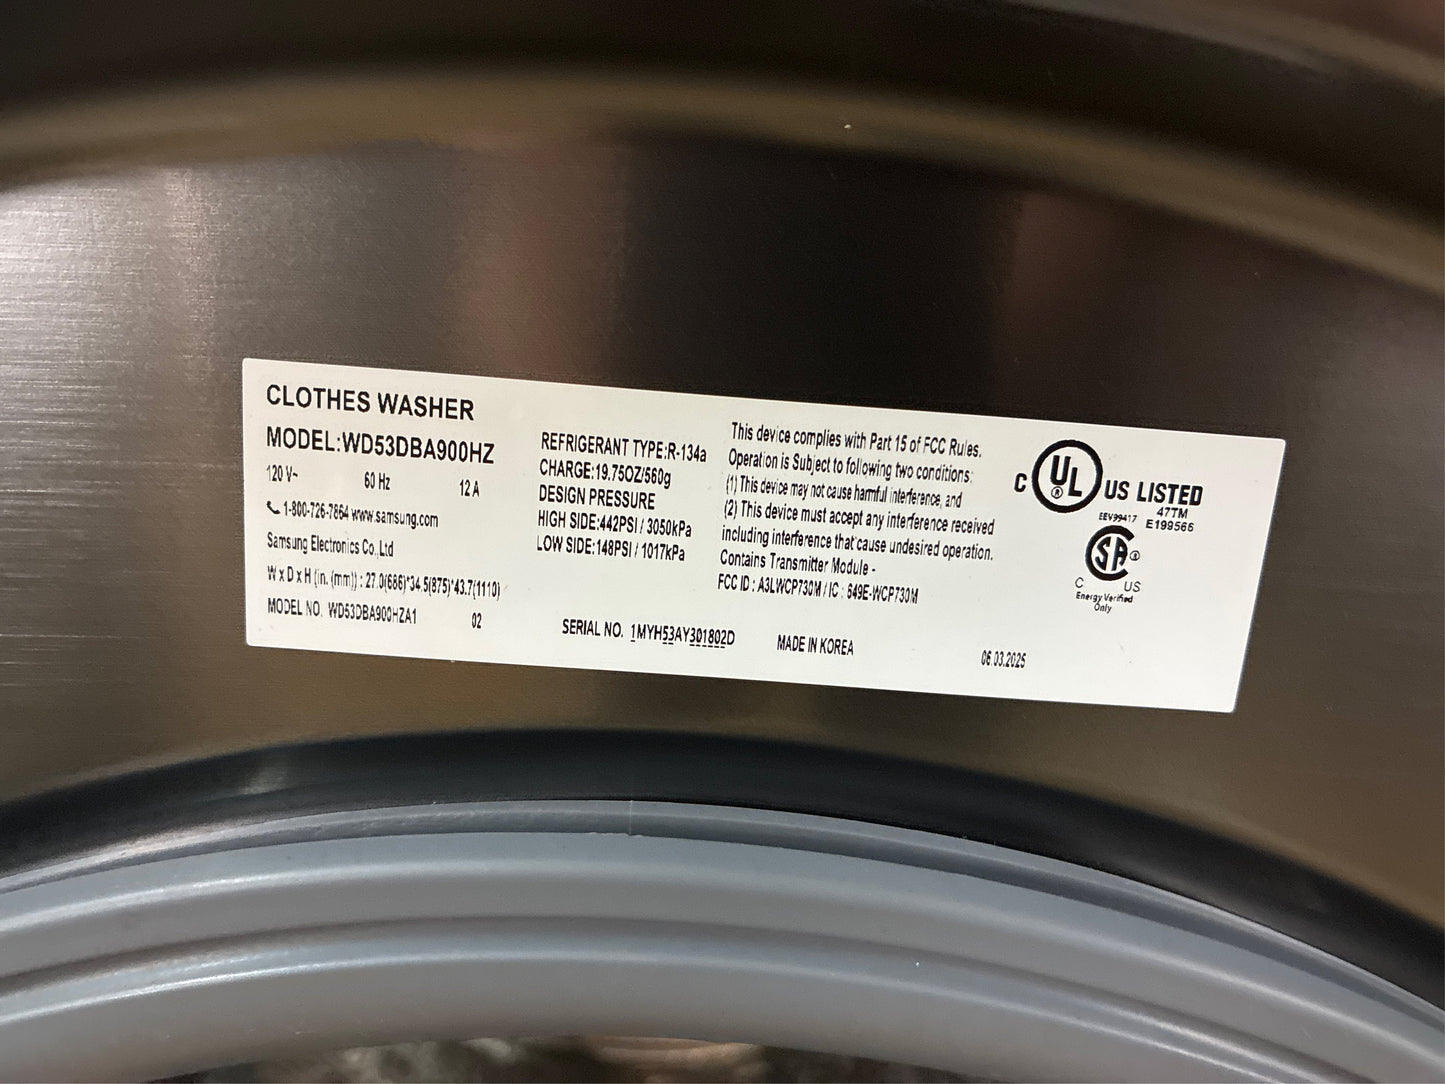 CLOTHES WASHER
MODEL:WD53DBA900HZ
120 V~ 60 Hz 12 A
1-800-726-7864 www.samsung.com
Samsung Electronics Co.,Ltd
W x D x H (in. (mm)) : 27.0(686)*34.5(875)*43.7(1110)
MODEL NO. WD53DBA900HZA1 02
REFRIGERANT TYPE:R-134a
CHARGE:19.75OZ/560g
DESIGN PRESSURE
HIGH SIDE:442PSI / 3050kPa
LOW SIDE:148PSI / 1017kPa
SERIAL NO. 1MYH53AY301802D
MADE IN KOREA
06.03.2025
This device complies with Part 15 of FCC Rules.
Operation is Subject to following two conditions:
(1) This device may not cause harmful interference, and
(2) This device must accept any interference received
including interference that cause undesired operation.
Contains Transmitter Module -
FCC ID : A3LWCP730M / IC : 649E-WCP730M
C UL ® US LISTED
47TM
EEV99417 E199566
SA ®
C US
Energy Verified
Only